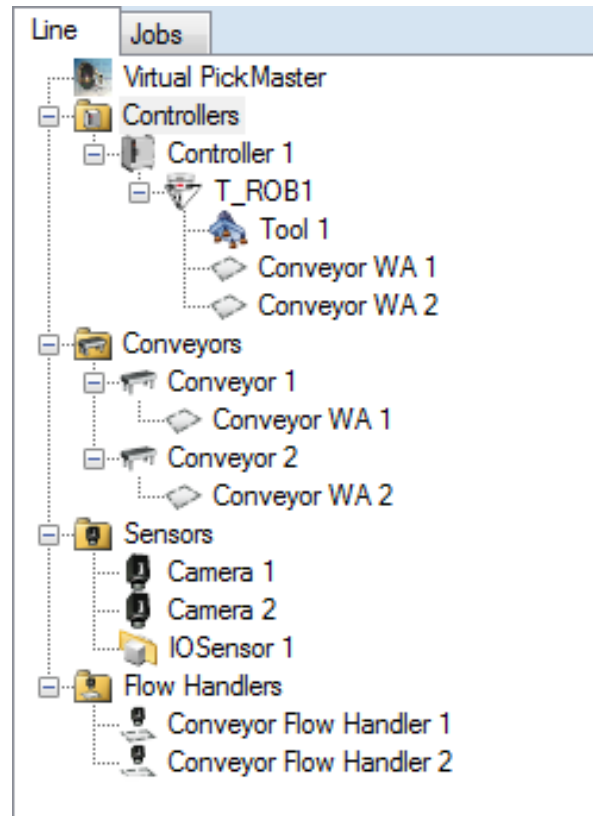 Line Jobs
Virtual PickMaster
Controllers
Controller 1
T_ROB1
Tool 1
Conveyor WA 1
Conveyor WA 2
Conveyors
Conveyor 1
Conveyor WA 1
Conveyor 2
Conveyor WA 2
Sensors
Camera 1
Camera 2
IOSensor 1
Flow Handlers
Conveyor Flow Handler 1
Conveyor Flow Handler 2